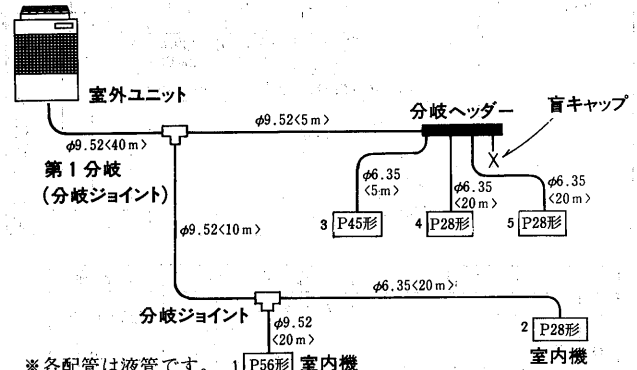 室外ユニット
分岐ヘッダー
盲キャップ
φ9.52<40m>
φ9.52<5m>
第1分岐
(分岐ジョイント)
φ6.35
<5m>
φ6.35
<20m>
φ6.35
<20m>
3 P45形
4 P28形
5 P28形
φ9.52<10m>
φ6.35<20m>
分岐ジョイント
φ9.52
<20m>
2 P28形
室内機
※各配管は液管です。
1 P56形 室内機